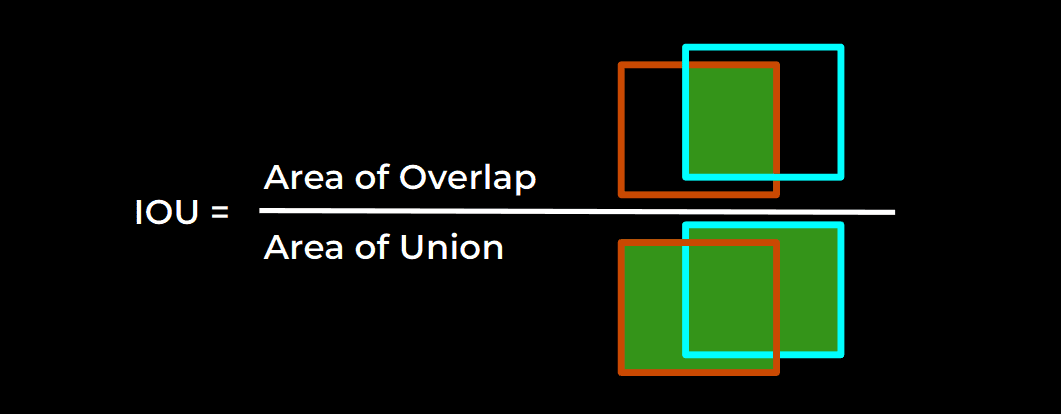 Area of Overlap
IOU =
Area of Union